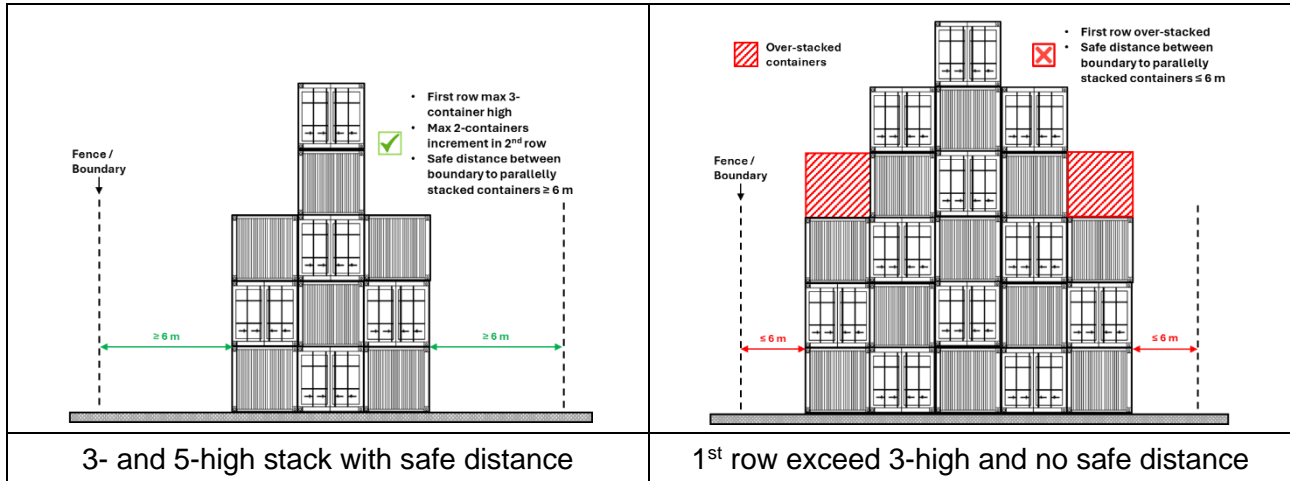 • First row max 3-
container high
• Max 2-containers
increment in 2nd row
• Safe distance between
boundary to parallelly
stacked containers ≥ 6 m
Fence /
Boundary
≥ 6 m
≥ 6 m
3- and 5-high stack with safe distance
Over-stacked
containers
• First row over-stacked
• Safe distance between
boundary to parallelly
stacked containers ≤ 6 m
Fence /
Boundary
≤ 6 m
≤ 6 m
1st row exceed 3-high and no safe distance